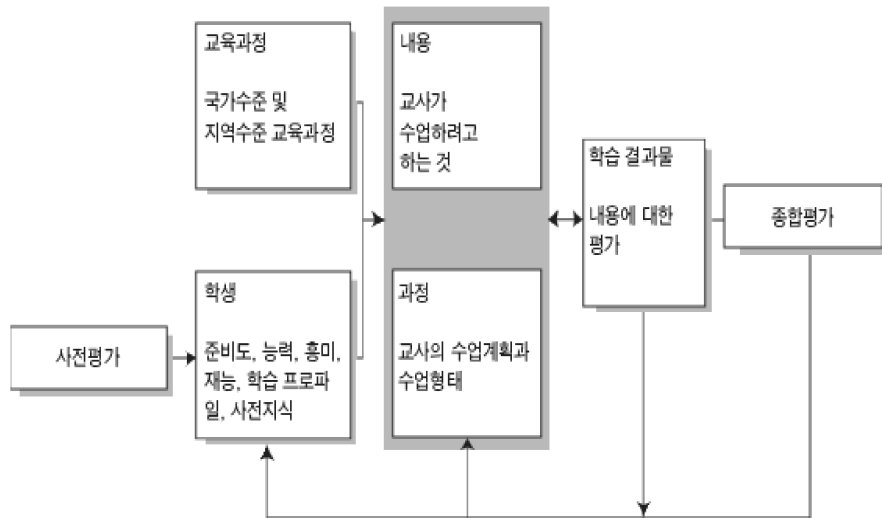 교육과정
국가수준 및
지역수준 교육과정
내용
교사가
수업하려고
하는 것
학습 결과물
내용에 대한
평가
종합평가
사전평가
학생
준비도, 능력, 흥미,
재능, 학습 프로파
일, 사전지식
과정
교사의 수업계획과
수업형태